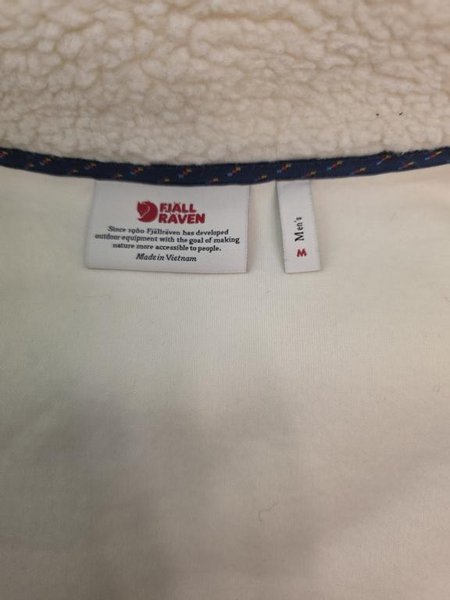 FJÄLL
RÄVEN
Since 1960 Fjällräven has developed
outdoor equipment with the goal of making
nature more accessible to people.
Made in Vietnam
Men's
M